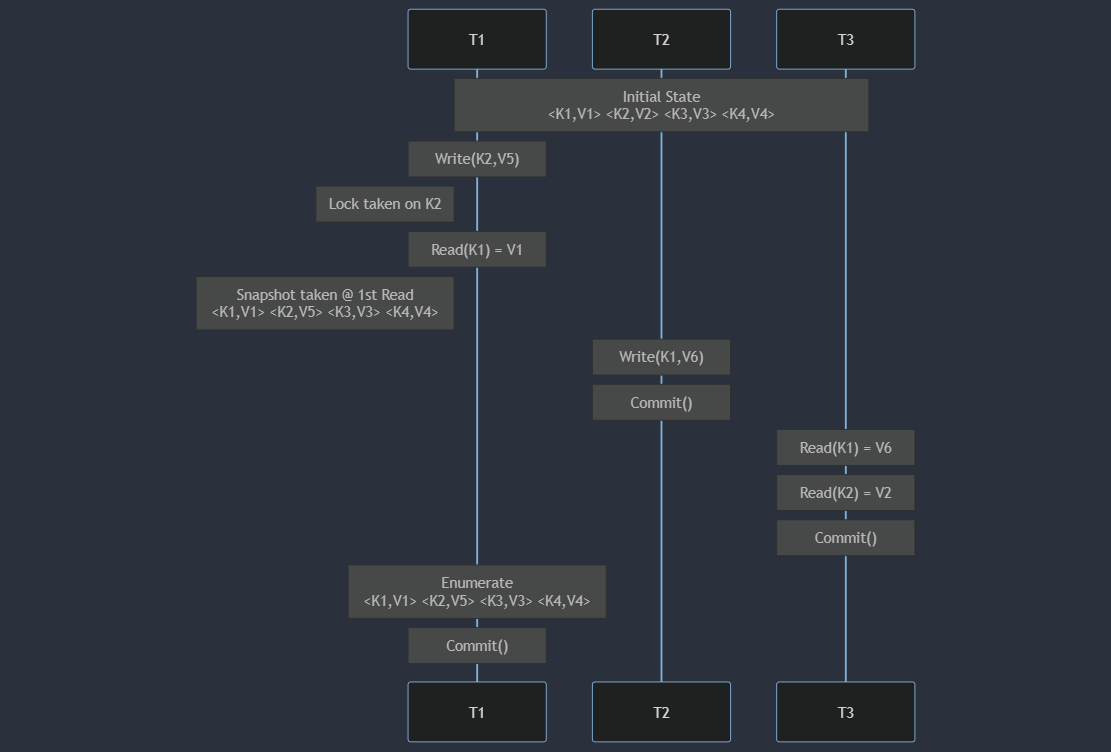 T1
T2
T3
Initial State
<K1,V1> <K2,V2> <K3,V3> <K4,V4>
Write(K2,V5)
Lock taken on K2
Read(K1) = V1
Snapshot taken @ 1st Read
<K1,V1> <K2,V5> <K3,V3> <K4,V4>
Write(K1,V6)
Commit()
Read(K1) = V6
Read(K2) = V2
Commit()
Enumerate
<K1,V1> <K2,V5> <K3,V3> <K4,V4>
Commit()
T1
T2
T3